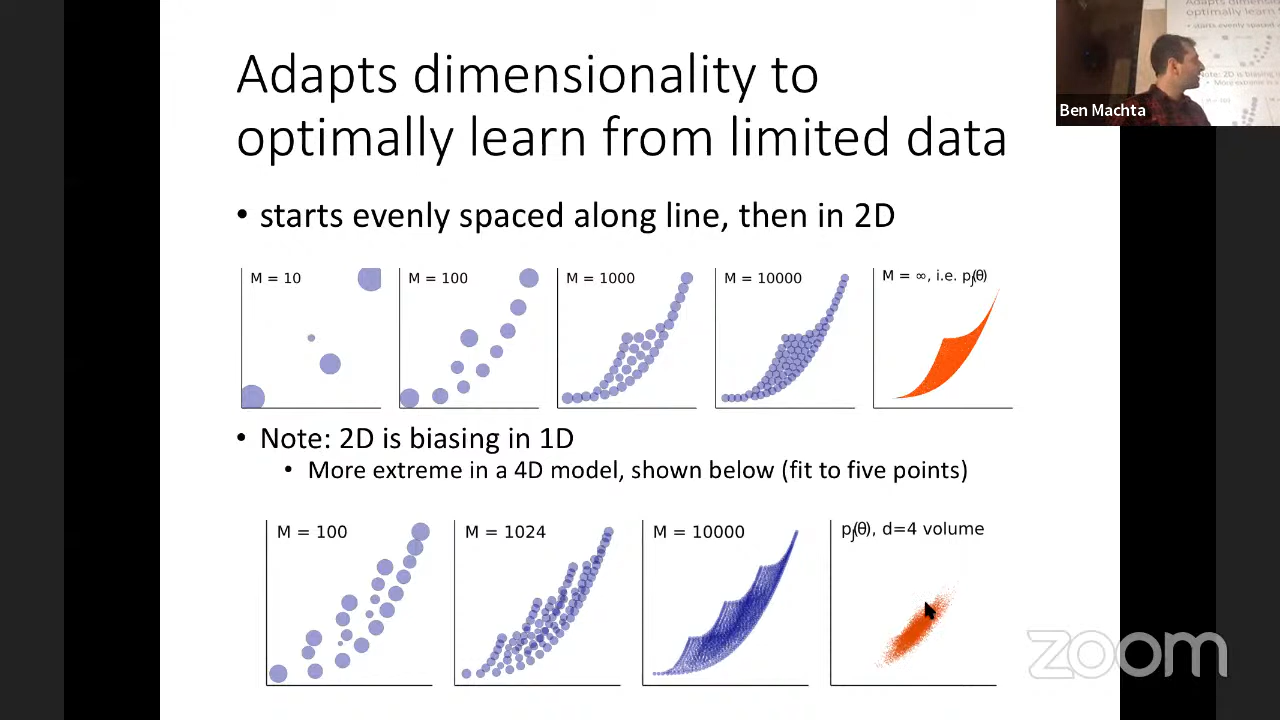 Adapts dimensionality to
optimally learn from limited data
Ben Machta
• starts evenly spaced along line, then in 2D
M = 10
M = 100
M = 1000
M = 10000
M = ∞, i.e. pJ(θ)
• Note: 2D is biasing in 1D
• More extreme in a 4D model, shown below (fit to five points)
M = 100
M = 1024
M = 10000
pJ(θ), d=4 volume
zoom